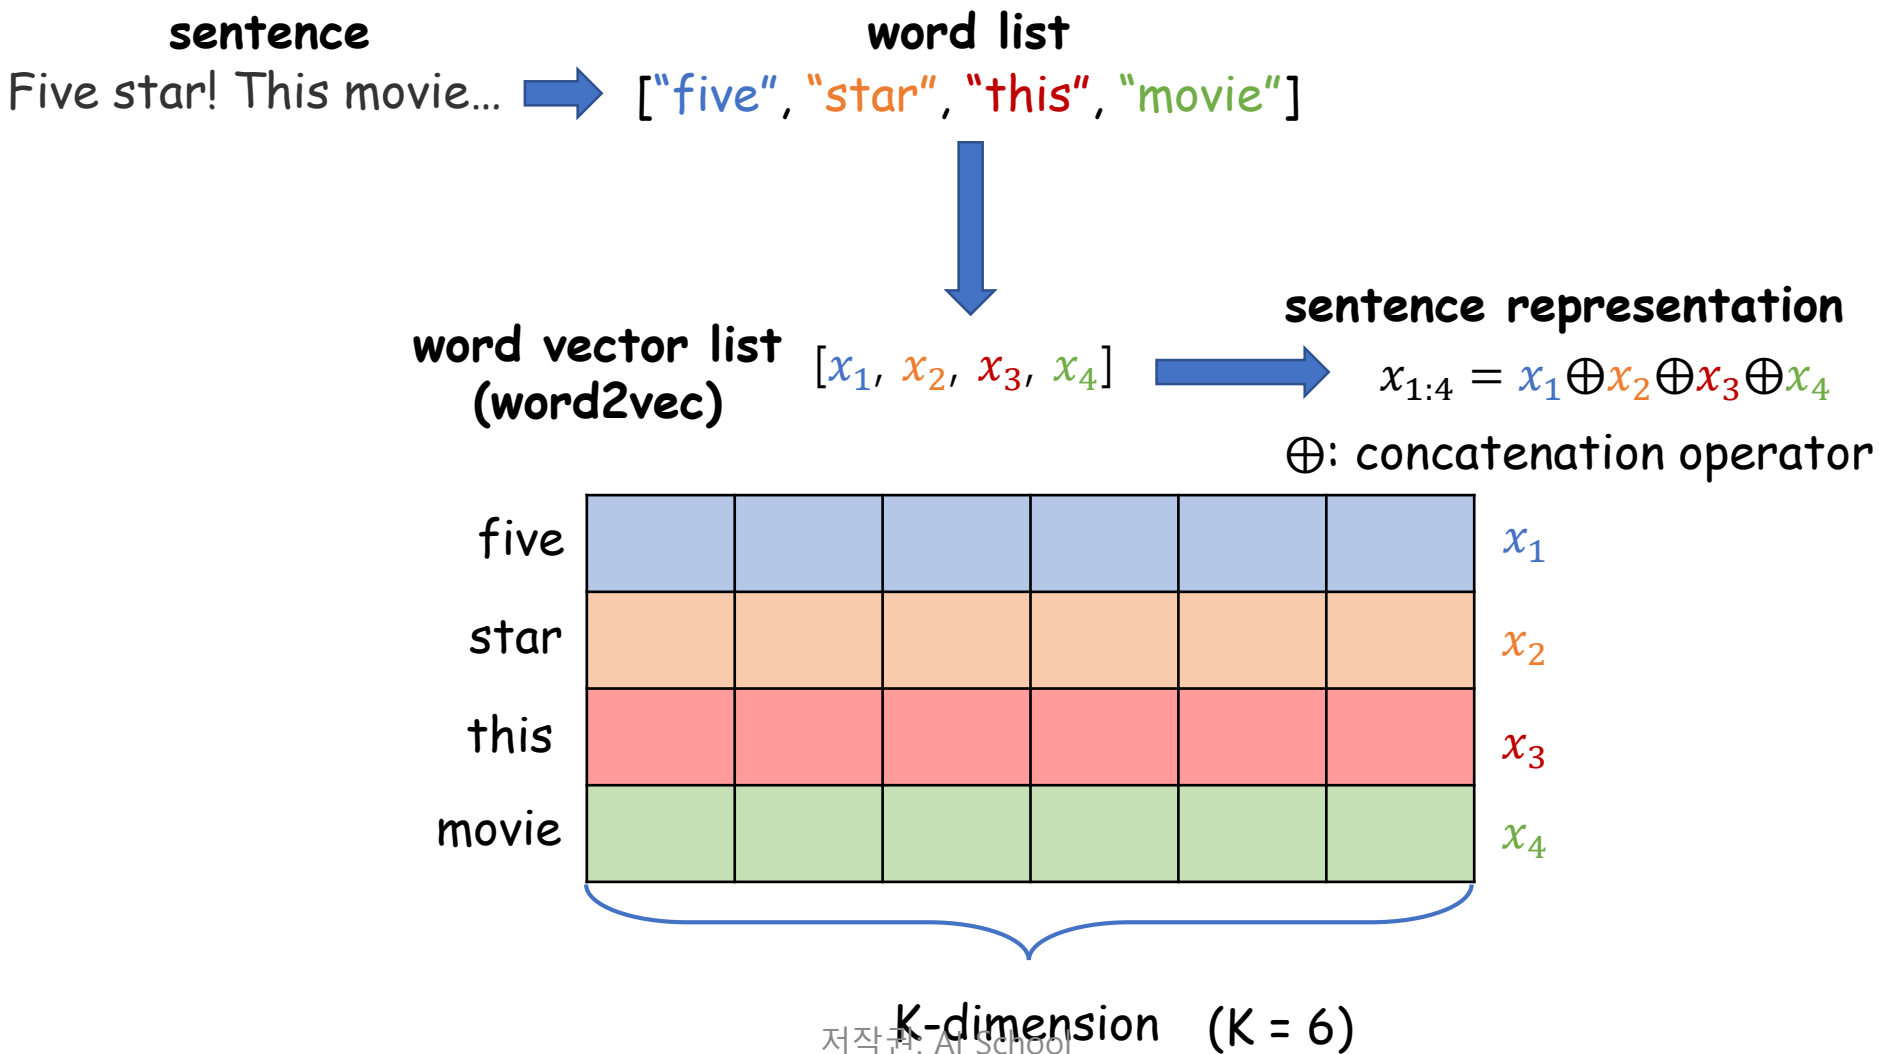 sentence
Five star! This movie...
word list
["five", "star", "this", "movie"]
word vector list
(word2vec)
[x₁, x₂, x₃, x₄]
sentence representation
x₁:₄ = x₁⊕x₂⊕x₃⊕x₄
⊕: concatenation operator
five x₁
star x₂
this x₃
movie x₄
K-dimension (K = 6)
저작권: AI School